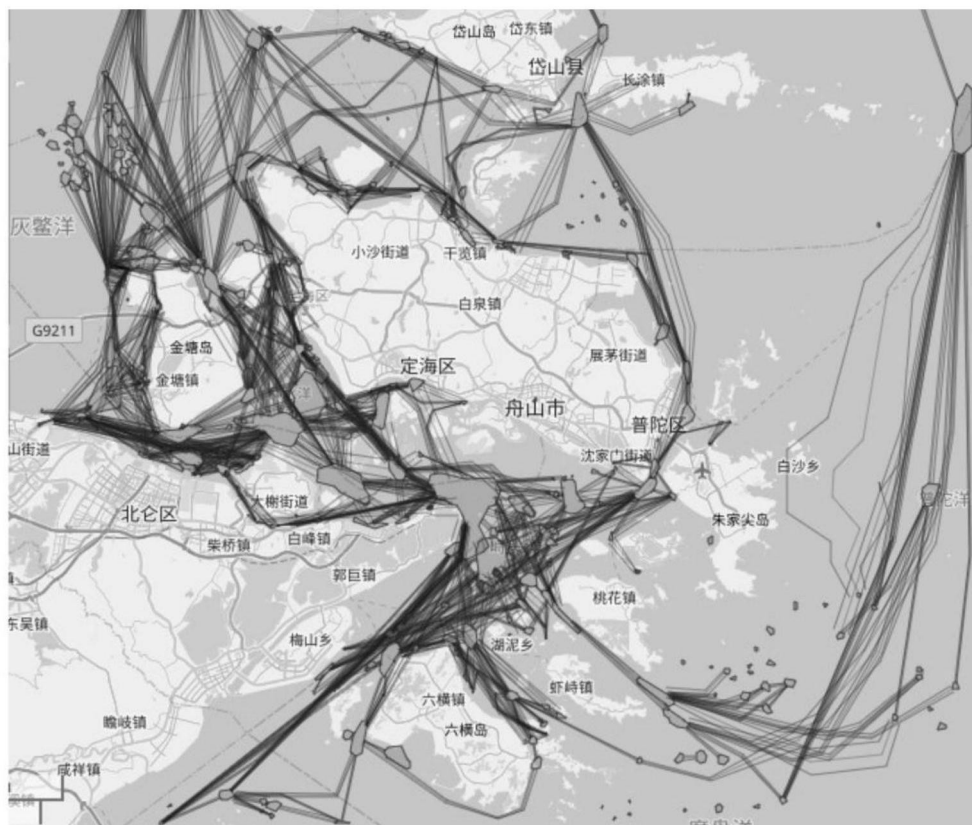 岱山岛
岱东镇
岱山县
长涂镇
灰鳖洋
小沙街道
干览镇
白泉镇
G9211
金塘岛
展茅街道
定海区
金塘镇
洋
舟山市
普陀区
山街道
沈家门街道
白沙乡
大榭街道
北仑区
朱家尖岛
白峰镇
柴桥镇
郭巨镇
桃花镇
东吴镇
梅山乡
湖泥乡
虾峙镇
六横镇
瞻岐镇
六横岛
咸祥镇